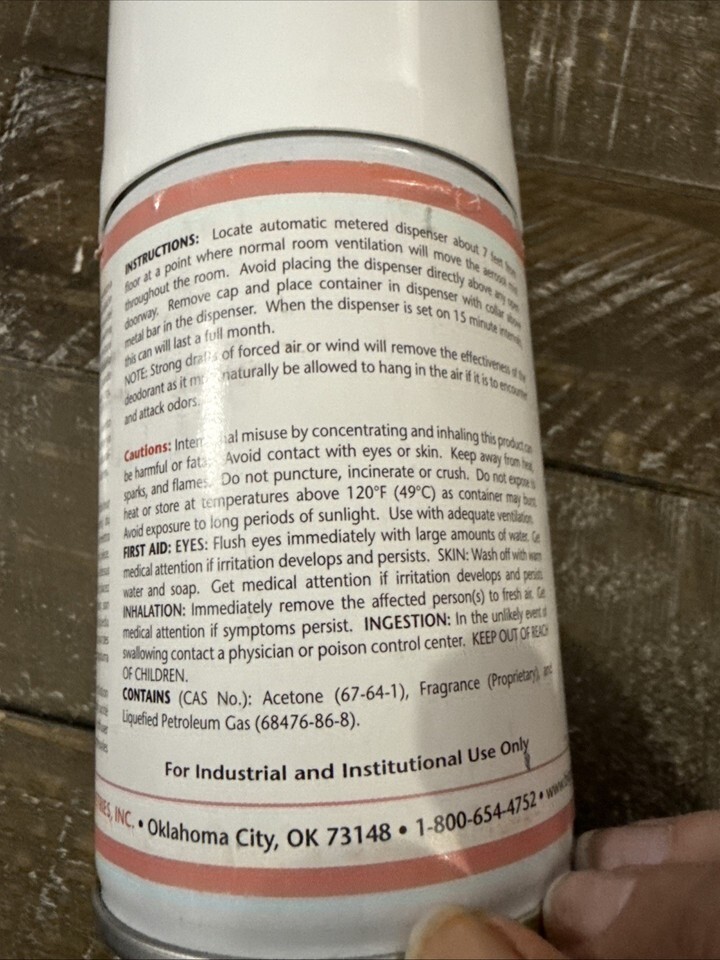 INSTRUCTIONS: Locate automatic metered dispenser about 7 feet from
floor at a point where normal room ventilation will move the aerosol
throughout the room. Avoid placing the dispenser directly above any open
doorway. Remove cap and place container in dispenser with collar above
metal bar in the dispenser. When the dispenser is set on 15 minute intervals,
this can will last a full month.
NOTE: Strong of forced air or wind will remove the effectiveness of the
deodorant as it naturally be allowed to hang in the air if it is to encounter
and attack odors.
Cautions: misuse by concentrating and inhaling this product can
be harmful or Avoid contact with eyes or skin. Keep away from heat,
sparks, and flames. Do not puncture, incinerate or crush. Do not expose to
heat or store at temperatures above 120°F (49°C) as container may burst.
Avoid exposure to long periods of sunlight. Use with adequate ventilation.
FIRST AID: EYES: Flush eyes immediately with large amounts of water. Get
medical attention if irritation develops and persists. SKIN: Wash off with warm
water and soap. Get medical attention if irritation develops and persists.
INHALATION: Immediately remove the affected person(s) to fresh air. Get
medical attention if symptoms persist. INGESTION: In the unlikely event of
swallowing contact a physician or poison control center. KEEP OUT OF REACH
OF CHILDREN.
CONTAINS (CAS No.): Acetone (67-64-1), Fragrance (Proprietary), and
Liquefied Petroleum Gas (68476-86-8).
For Industrial and Institutional Use Only
INC. • Oklahoma City, OK 73148 • 1-800-654-4752 •